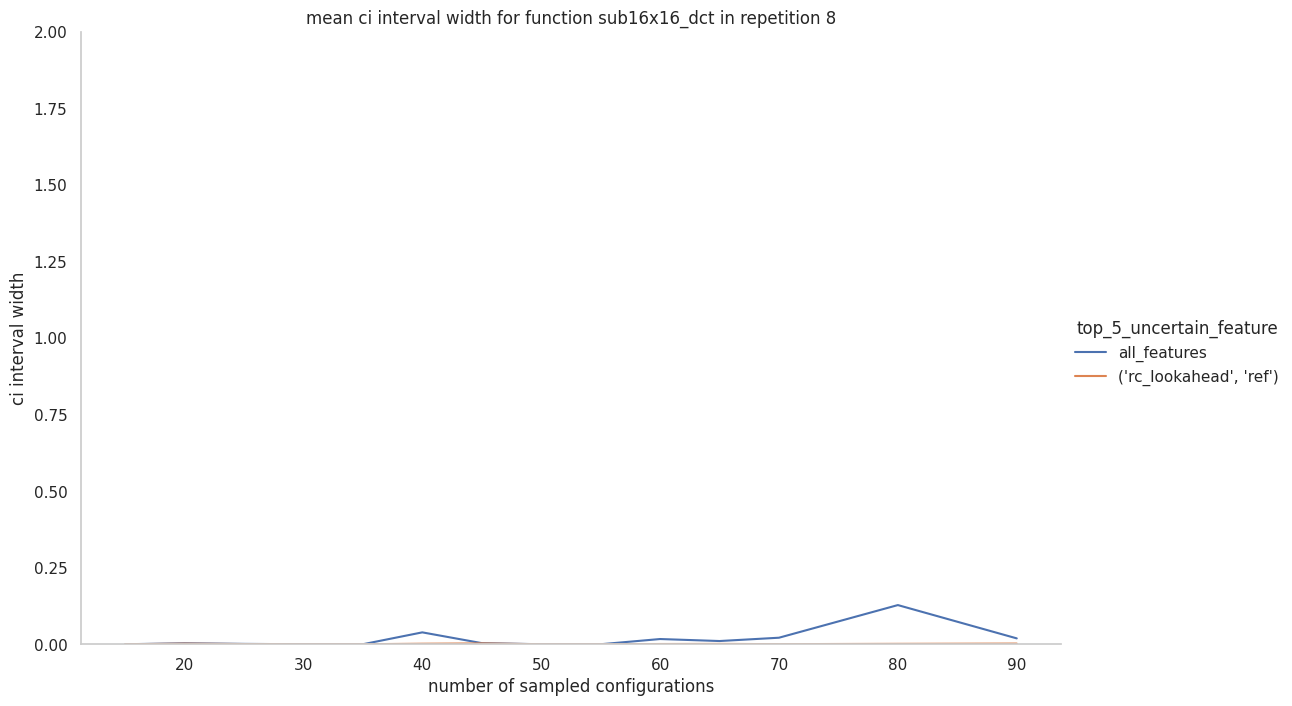 mean ci interval width for function sub16x16_dct in repetition 8
2.00
1.75
1.50
1.25
1.00
0.75
0.50
0.25
0.00
ci interval width
20 30 40 50 60 70 80 90
number of sampled configurations
top_5_uncertain_feature
all_features
('rc_lookahead', 'ref')